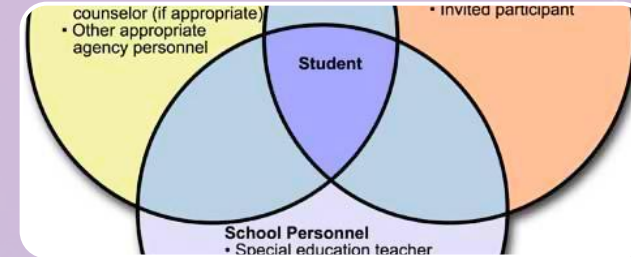 counselor (if appropriate)
• Other appropriate
agency personnel
• Invited participant
Student
School Personnel
• Special education teacher